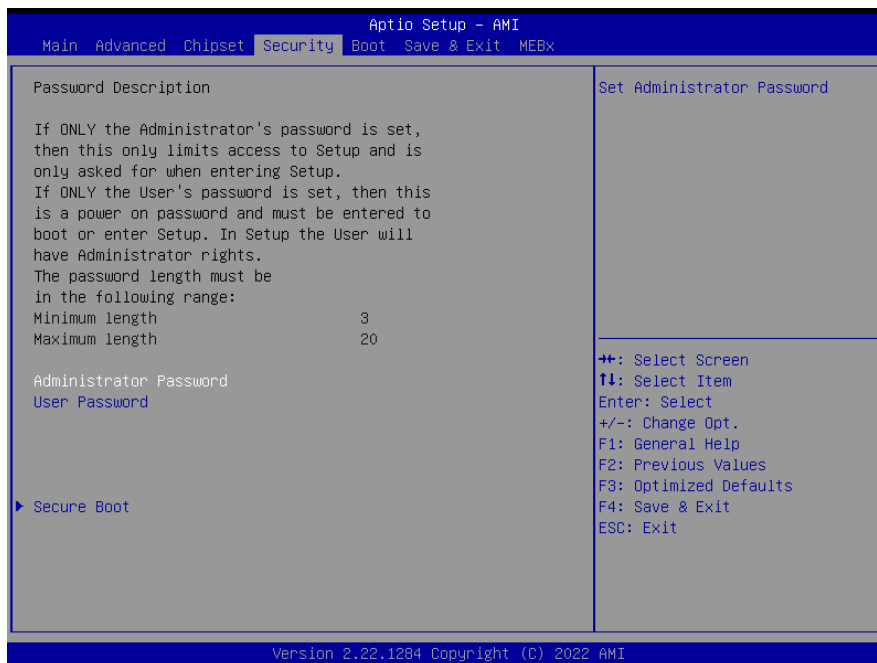 Aptio Setup - AMI
Main Advanced Chipset Security Boot Save & Exit MEBx
Password Description
If ONLY the Administrator's password is set,
then this only limits access to Setup and is
only asked for when entering Setup.
If ONLY the User's password is set, then this
is a power on password and must be entered to
boot or enter Setup. In Setup the User will
have Administrator rights.
The password length must be
in the following range:
Minimum length 3
Maximum length 20
Administrator Password
User Password
Secure Boot
Set Administrator Password
→←: Select Screen
↑↓: Select Item
Enter: Select
+/-: Change Opt.
F1: General Help
F2: Previous Values
F3: Optimized Defaults
F4: Save & Exit
ESC: Exit
Version 2.22.1284 Copyright (C) 2022 AMI